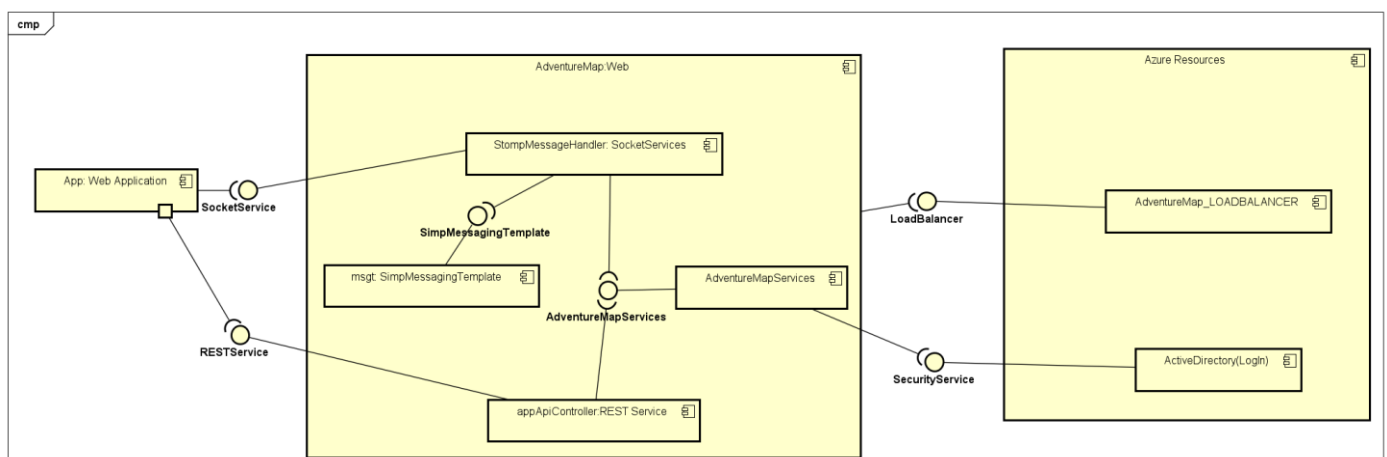 cmp
AdventureMap:Web
Azure Resources
StompMessageHandler: SocketServices
App: Web Application
SocketService
AdventureMap_LOADBALANCER
LoadBalancer
SimpMessagingTemplate
msgt: SimpMessagingTemplate
AdventureMapServices
AdventureMapServices
RESTService
ActiveDirectory(LogIn)
SecurityService
appApiController:REST Service